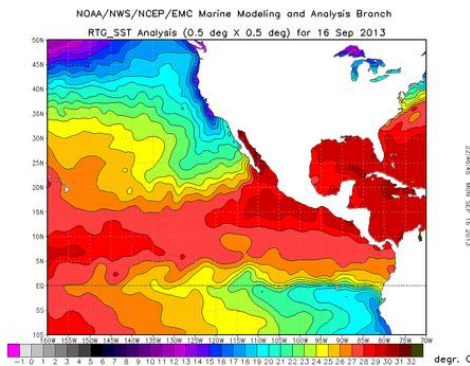 NOAA/NWS/NCEP/EMC Marine Modeling and Analysis Branch
RTG_SST Analysis (0.5 deg X 0.5 deg) for 16 Sep 2013
50N
45N
40N
35N
30N
25N
20N
15N
10N
5N
EQ
5S
10S
160W 155W 150W 145W 140W 135W 130W 125W 120W 115W 110W 105W 100W 95W 90W 85W 80W 75W 70W
-1 0 1 2 3 4 5 6 7 8 9 10 11 12 13 14 15 16 17 18 19 20 21 22 23 24 25 26 27 28 29 30 31 32
degr. C